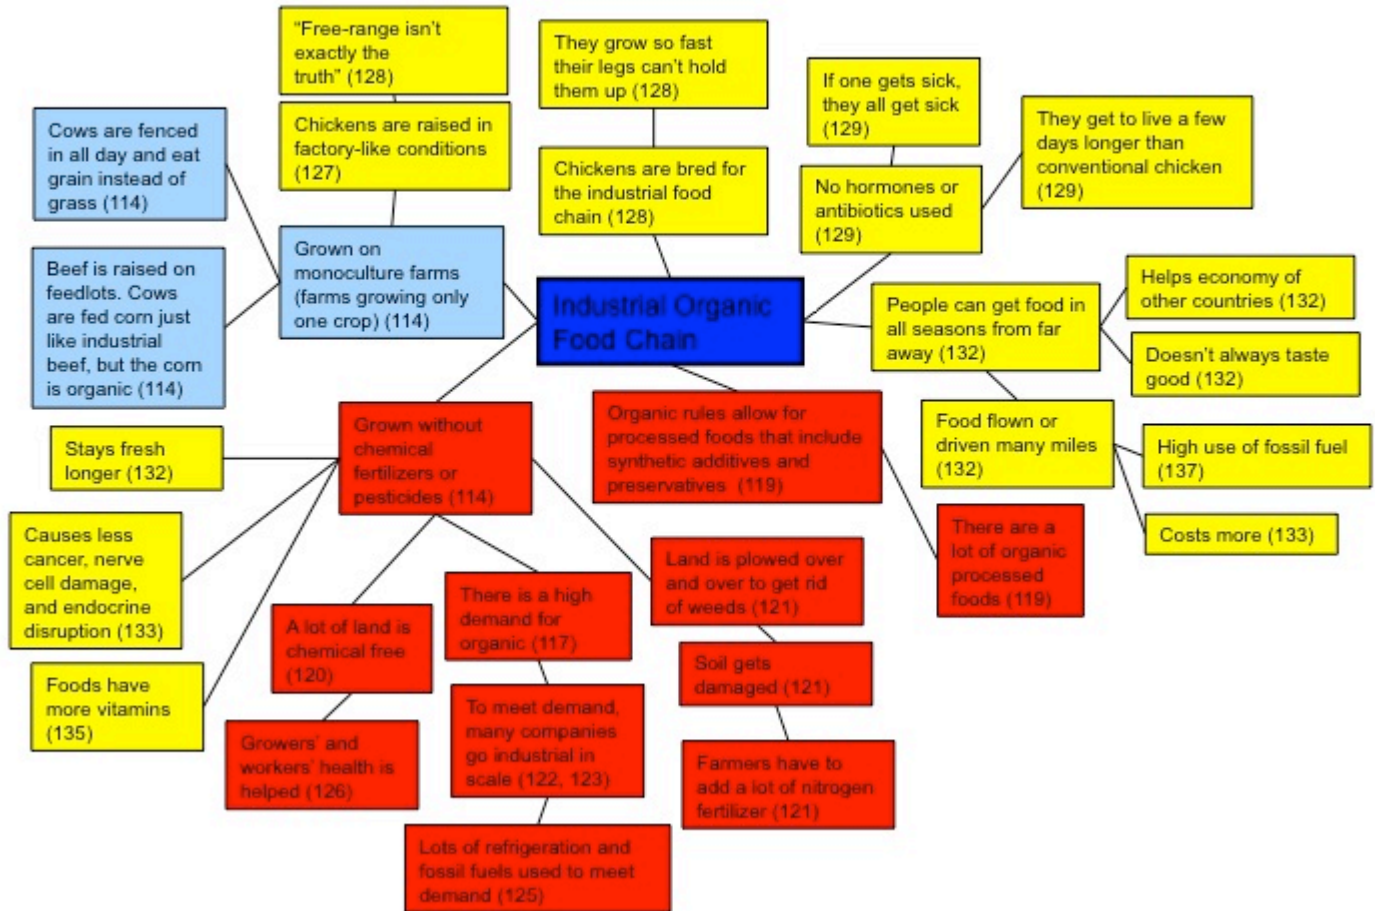 "Free-range isn't
exactly the
truth" (128)
They grow so fast
their legs can't hold
them up (128)
If one gets sick,
they all get sick
(129)
They get to live a few
days longer than
conventional chicken
(129)
Cows are fenced
in all day and eat
grain instead of
grass (114)
Chickens are raised in
factory-like conditions
(127)
Chickens are bred for
the industrial food
chain (128)
No hormones or
antibiotics used
(129)
Beef is raised on
feedlots. Cows
are fed corn just
like industrial
beef, but the corn
is organic (114)
Grown on
monoculture farms
(farms growing only
one crop) (114)
Industrial Organic
Food Chain
People can get food in
all seasons from far
away (132)
Helps economy of
other countries (132)
Doesn't always taste
good (132)
Stays fresh
longer (132)
Grown without
chemical
fertilizers or
pesticides (114)
Organic rules allow for
processed foods that include
synthetic additives and
preservatives (119)
Food flown or
driven many miles
(132)
High use of fossil fuel
(137)
Costs more (133)
Causes less
cancer, nerve
cell damage,
and endocrine
disruption (133)
There are a
lot of organic
processed
foods (119)
Land is plowed over
and over to get rid
of weeds (121)
There is a high
demand for
organic (117)
A lot of land is
chemical free
(120)
Foods have
more vitamins
(135)
Soil gets
damaged (121)
To meet demand,
many companies
go industrial in
scale (122, 123)
Growers' and
workers' health is
helped (126)
Farmers have to
add a lot of nitrogen
fertilizer (121)
Lots of refrigeration and
fossil fuels used to meet
demand (125)